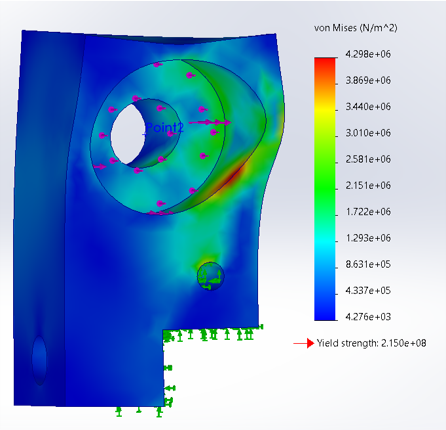 von Mises (N/m^2)
4.298e+06
3.869e+06
3.440e+06
3.010e+06
2.581e+06
2.151e+06
1.722e+06
1.293e+06
8.631e+05
4.337e+05
4.276e+03
Yield strength: 2.150e+08
Point2